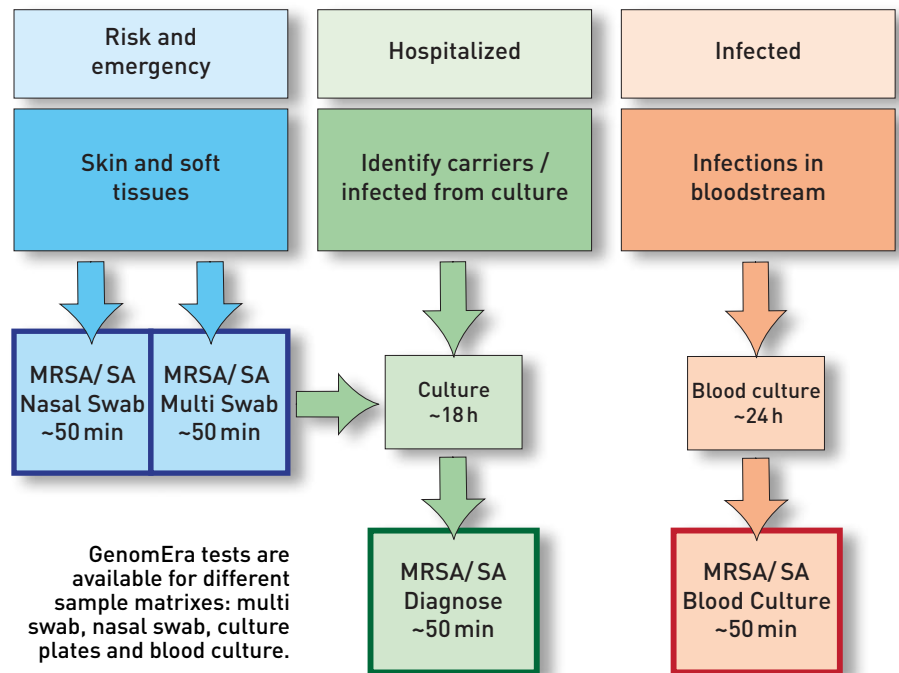 Risk and
emergency
Hospitalized
Infected
Skin and soft
tissues
Identify carriers /
infected from culture
Infections in
bloodstream
MRSA/ SA
Nasal Swab
~50 min
MRSA/ SA
Multi Swab
~50 min
Culture
~18 h
Blood culture
~24 h
GenomEra tests are
available for different
sample matrixes: multi
swab, nasal swab, culture
plates and blood culture.
MRSA/ SA
Diagnose
~50 min
MRSA/ SA
Blood Culture
~50 min